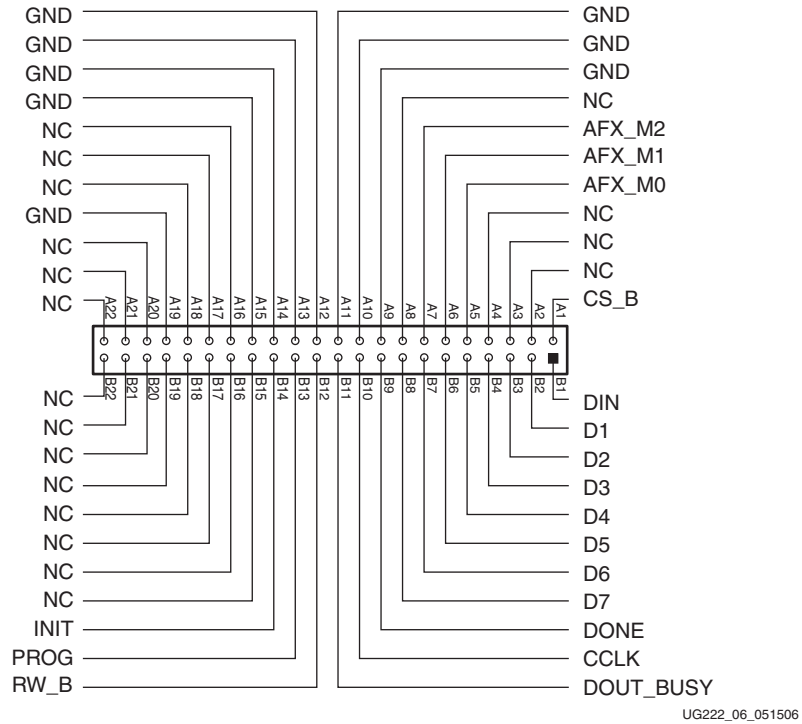 GND GND
GND GND
GND GND
GND NC
NC AFX_M2
NC AFX_M1
NC AFX_M0
GND NC
NC NC
NC NC
NC CS_B
A22 A21 A20 A19 A18 A17 A16 A15 A14 A13 A12 A11 A10 A9 A8 A7 A6 A5 A4 A3 A2 A1
B22 B21 B20 B19 B18 B17 B16 B15 B14 B13 B12 B11 B10 B9 B8 B7 B6 B5 B4 B3 B2 B1
NC DIN
NC D1
NC D2
NC D3
NC D4
NC D5
NC D6
NC D7
INIT DONE
PROG CCLK
RW_B DOUT_BUSY
UG222_06_051506